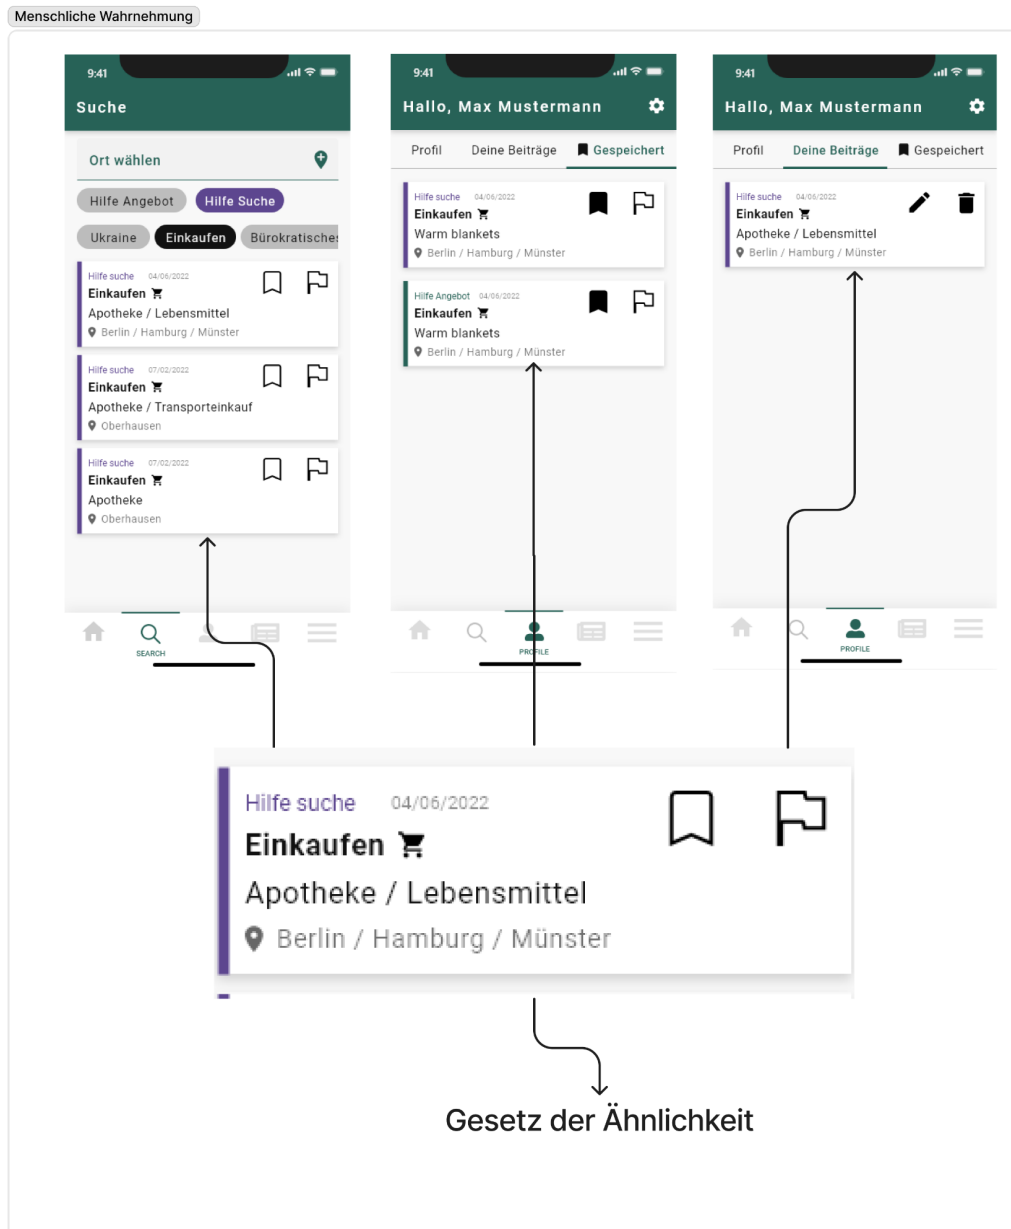 Menschliche Wahrnehmung
9:41
Suche
Ort wählen
Hilfe Angebot
Hilfe Suche
Ukraine
Einkaufen
Bürokratisches
Hilfe suche 04/06/2022
Einkaufen
Apotheke / Lebensmittel
Berlin / Hamburg / Münster
Hilfe suche 07/02/2022
Einkaufen
Apotheke / Transporteinkauf
Oberhausen
Hilfe suche 07/02/2022
Einkaufen
Apotheke
Oberhausen
SEARCH
9:41
Hallo, Max Mustermann
Profil Deine Beiträge Gespeichert
Hilfe suche 04/06/2022
Einkaufen
Warm blankets
Berlin / Hamburg / Münster
Hilfe Angebot 04/06/2022
Einkaufen
Warm blankets
Berlin / Hamburg / Münster
PROFILE
9:41
Hallo, Max Mustermann
Profil Deine Beiträge Gespeichert
Hilfe suche 04/06/2022
Einkaufen
Apotheke / Lebensmittel
Berlin / Hamburg / Münster
PROFILE
Hilfe suche 04/06/2022
Einkaufen
Apotheke / Lebensmittel
Berlin / Hamburg / Münster
Gesetz der Ähnlichkeit